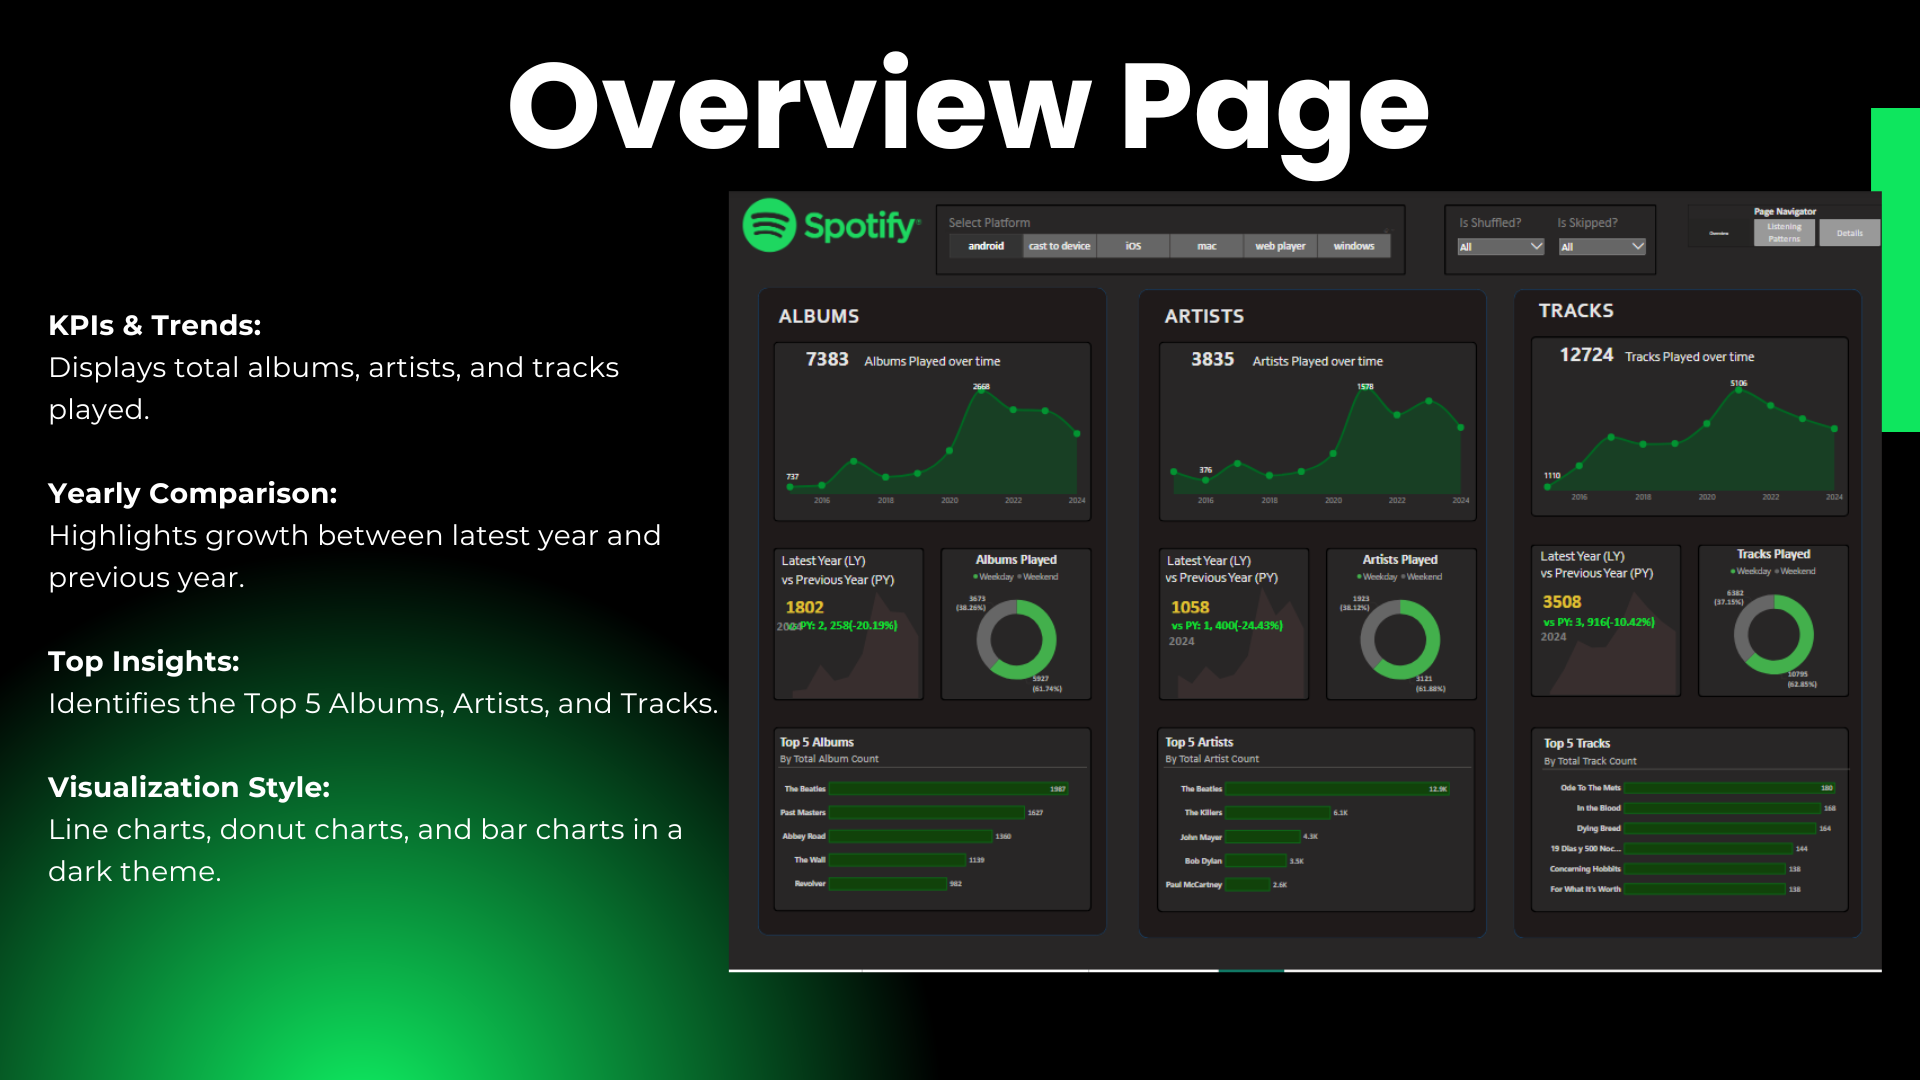 Overview Page
KPIs & Trends:
Displays total albums, artists, and tracks
played.
Yearly Comparison:
Highlights growth between latest year and
previous year.
Top Insights:
Identifies the Top 5 Albums, Artists, and Tracks.
Visualization Style:
Line charts, donut charts, and bar charts in a
dark theme.
Spotify
Select Platform
android cast to device iOS mac web player windows
Is Shuffled? Is Skipped?
All All
Page Navigator
Overview Listening Patterns Details
ALBUMS
7383 Albums Played over time
2668
737
2016 2018 2020 2022 2024
Latest Year (LY)
vs Previous Year (PY)
1802
vs PY: 2, 258(-20.19%)
2024
Albums Played
Weekday Weekend
3673
(38.26%)
5927
(61.74%)
Top 5 Albums
By Total Album Count
The Beatles 1987
Past Masters 1627
Abbey Road 1360
The Wall 1139
Revolver 982
ARTISTS
3835 Artists Played over time
1578
376
2016 2018 2020 2022 2024
Latest Year (LY)
vs Previous Year (PY)
1058
vs PY: 1, 400(-24.43%)
2024
Artists Played
Weekday Weekend
1923
(38.12%)
3121
(61.88%)
Top 5 Artists
By Total Artist Count
The Beatles 12.9K
The Killers 6.1K
John Mayer 4.3K
Bob Dylan 3.5K
Paul McCartney 2.6K
TRACKS
12724 Tracks Played over time
5106
1110
2016 2018 2020 2022 2024
Latest Year (LY)
vs Previous Year (PY)
3508
vs PY: 3, 916(-10.42%)
2024
Tracks Played
Weekday Weekend
6382
(37.15%)
10795
(62.85%)
Top 5 Tracks
By Total Track Count
Ode To The Mets 180
In the Blood 168
Dying Breed 164
19 Dias y 500 Noc... 144
Concerning Hobbits 138
For What It's Worth 138